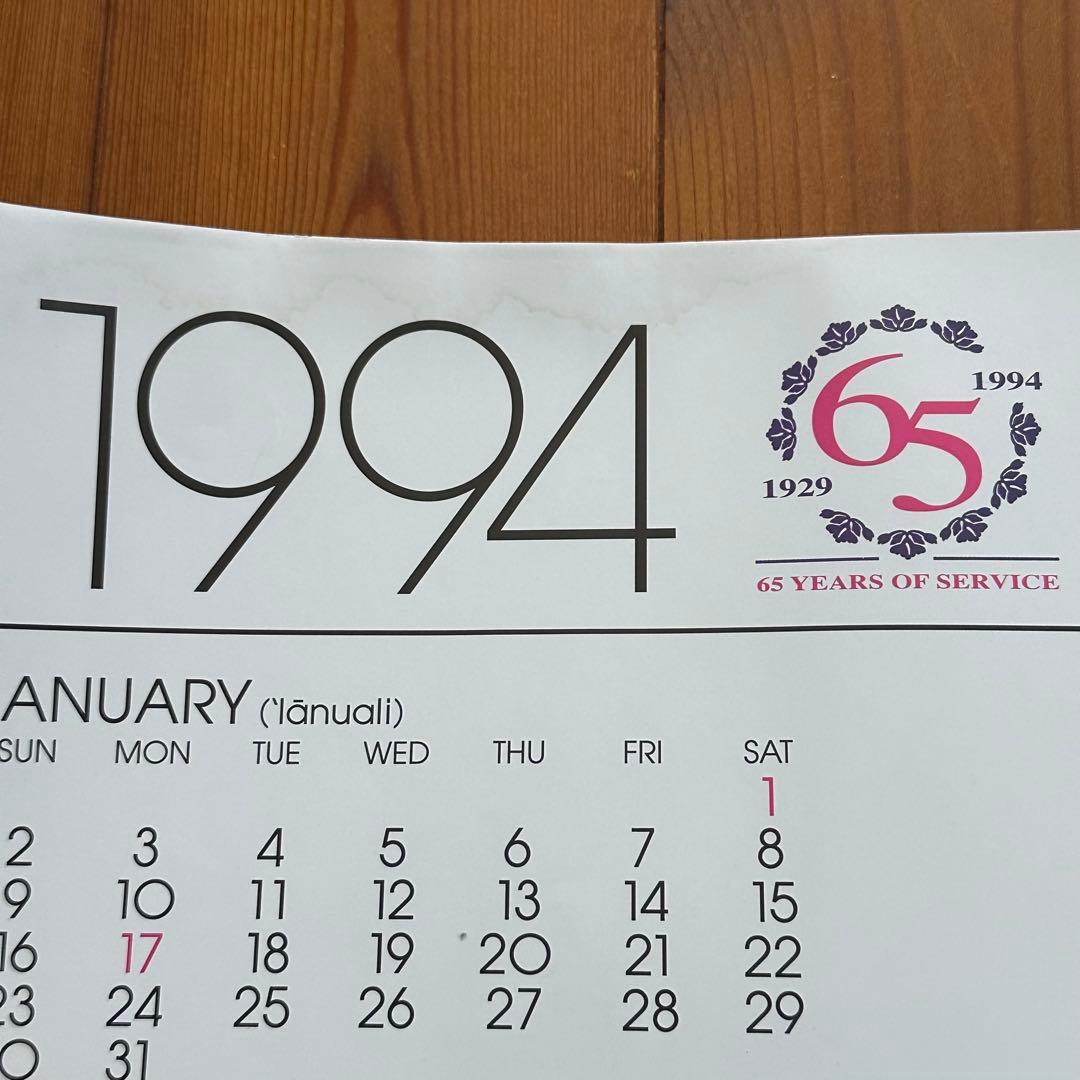 1994
65
1994
1929
65 YEARS OF SERVICE
ANUARY (ʻIānuali)
SUN MON TUE WED THU FRI SAT
1
2 3 4 5 6 7 8
9 10 11 12 13 14 15
16 17 18 19 20 21 22
23 24 25 26 27 28 29
0 31